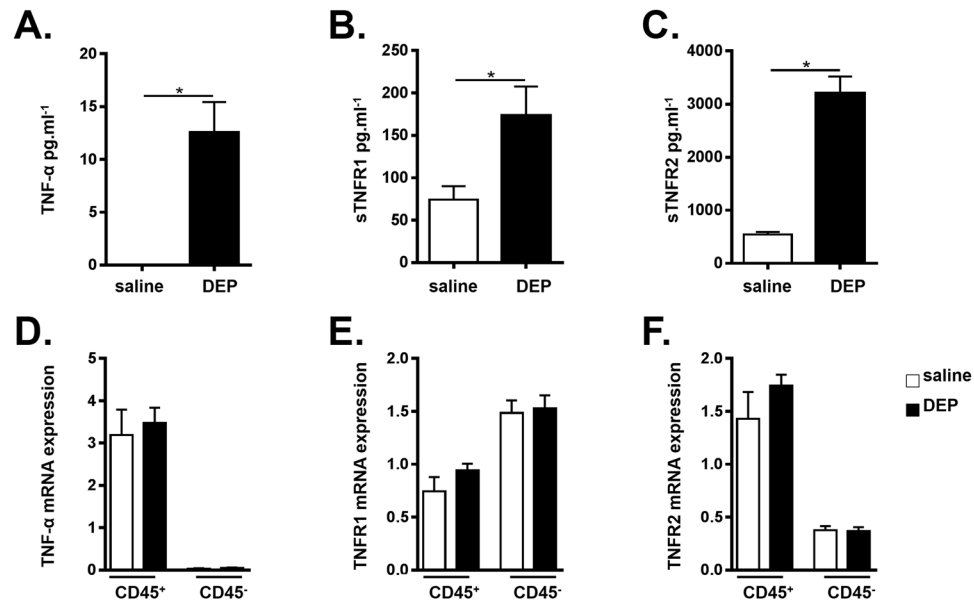 A.
TNF-α pg.ml⁻¹
20
15
10
5
0
*
saline DEP
B.
sTNFR1 pg.ml⁻¹
250
200
150
100
50
0
*
saline DEP
C.
sTNFR2 pg.ml⁻¹
4000
3000
2000
1000
0
*
saline DEP
D.
TNF-α mRNA expression
5
4
3
2
1
0
CD45⁺ CD45⁻
E.
TNFR1 mRNA expression
2.0
1.5
1.0
0.5
0.0
CD45⁺ CD45⁻
F.
TNFR2 mRNA expression
2.0
1.5
1.0
0.5
0.0
CD45⁺ CD45⁻
saline
DEP